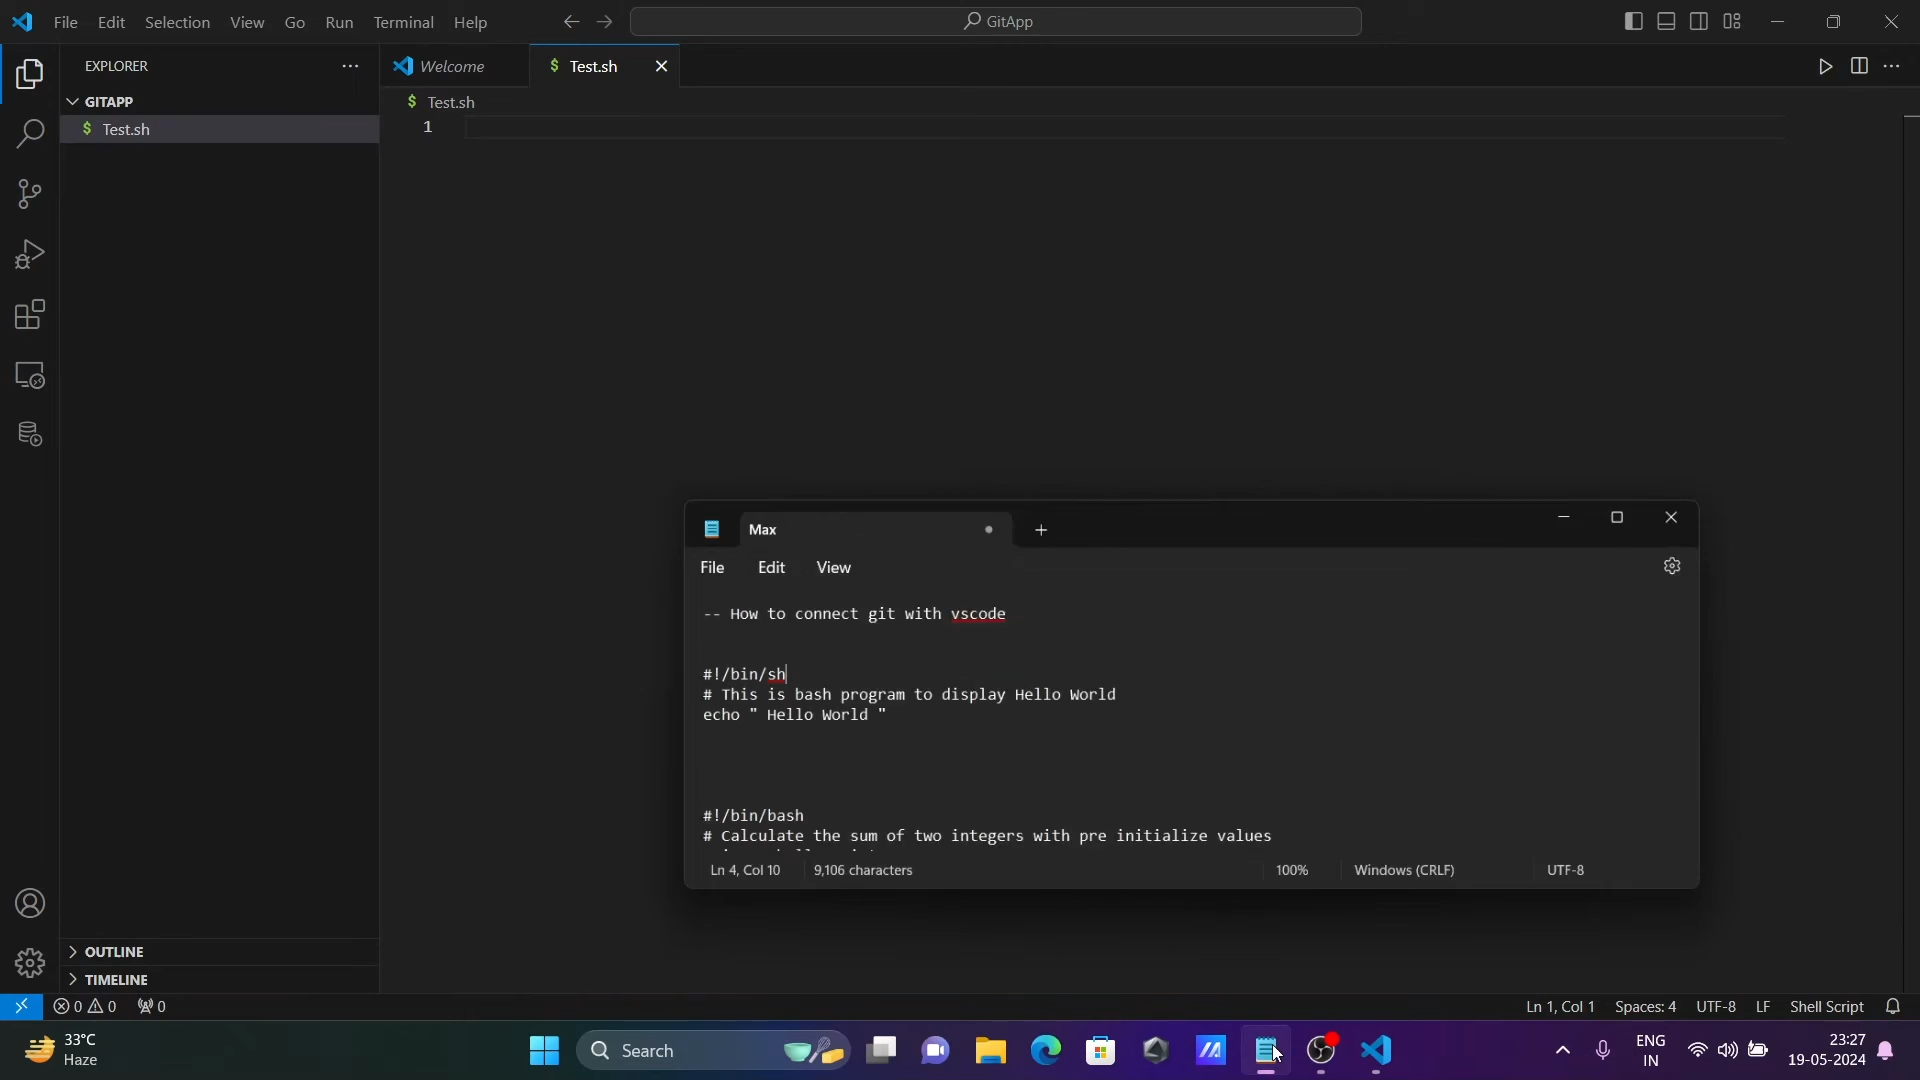 File Edit Selection View Go Run Terminal Help
GitApp
EXPLORER
Welcome
$ Test.sh
GITAPP
$ Test.sh
$ Test.sh
1
Max
File Edit View
-- How to connect git with vscode
#!/bin/sh
# This is bash program to display Hello World
echo " Hello World "
#!/bin/bash
# Calculate the sum of two integers with pre initialize values
Ln 4, Col 10
9,106 characters
100%
Windows (CRLF)
UTF-8
OUTLINE
TIMELINE
0 0 0
Ln 1, Col 1 Spaces: 4 UTF-8 LF Shell Script
33°C
Haze
Search
ENG
IN
23:27
19-05-2024